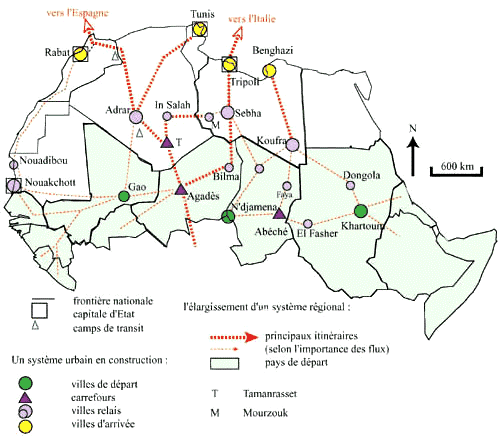 vers l'Espagne
Tunis
vers l'Italie
Rabat
Benghazi
Tripoli
Adrar
In Salah
Sebha
M
T
Koufra
N
600 km
Nouadibou
Nouakchott
Gao
Agadès
Bilma
Faya
Dongola
N'djamena
Abéché
El Fasher
Khartoum
frontière nationale
capitale d'Etat
camps de transit
l'élargissement d'un système régional :
principaux itinéraires
(selon l'importance des flux)
pays de départ
Un système urbain en construction :
villes de départ
carrefours
villes relais
villes d'arrivée
T Tamanrasset
M Mourzouk